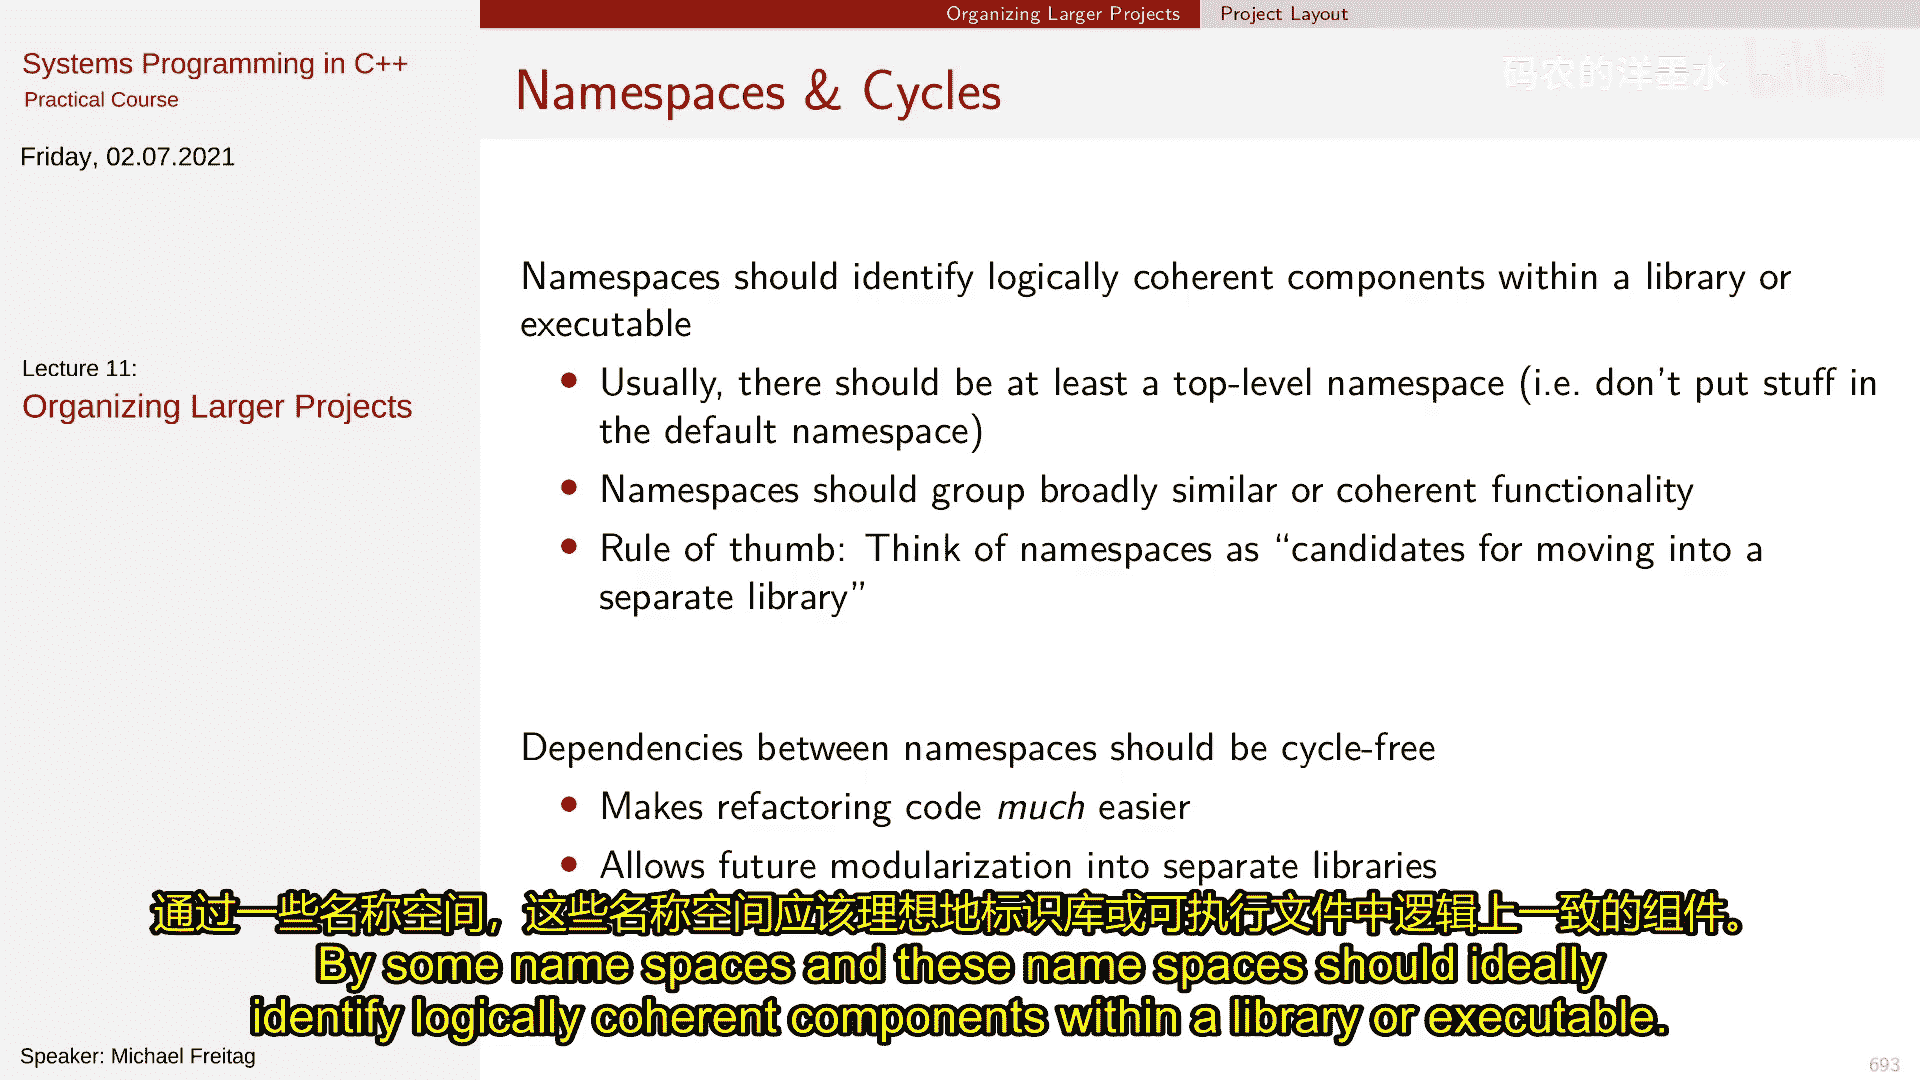 Organizing Larger Projects
Project Layout
Systems Programming in C++
Practical Course
Friday, 02.07.2021
Lecture 11:
Organizing Larger Projects
Speaker: Michael Freitag
Namespaces & Cycles
码农的洋墨水
bilibili
Namespaces should identify logically coherent components within a library or
executable
• Usually, there should be at least a top-level namespace (i.e. don't put stuff in
the default namespace)
• Namespaces should group broadly similar or coherent functionality
• Rule of thumb: Think of namespaces as “candidates for moving into a
separate library”
Dependencies between namespaces should be cycle-free
• Makes refactoring code much easier
• Allows future modularization into separate libraries
通过一些名称空间，这些名称空间应该理想地标识库或可执行文件中逻辑上一致的组件。
By some name spaces and these name spaces should ideally
identify logically coherent components within a library or executable.
693